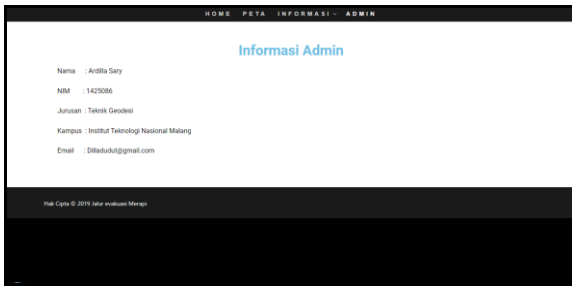 HOME PETA INFORMASI ADMIN
Informasi Admin
Nama : Ardilla Sary
NIM : 1425086
Jurusan : Teknik Geodesi
Kampus : Institut Teknologi Nasional Malang
Email : Dilladudut@gmail.com
Hak Cipta © 2019 Jalur evakuasi Merapi